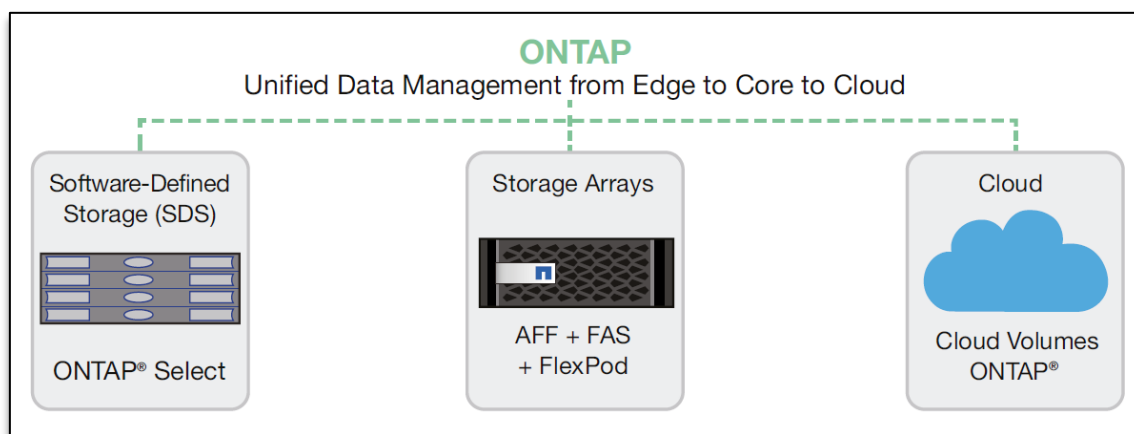 ONTAP
Unified Data Management from Edge to Core to Cloud
Software-Defined
Storage (SDS)
ONTAP® Select
Storage Arrays
AFF + FAS
+ FlexPod
Cloud
Cloud Volumes
ONTAP®